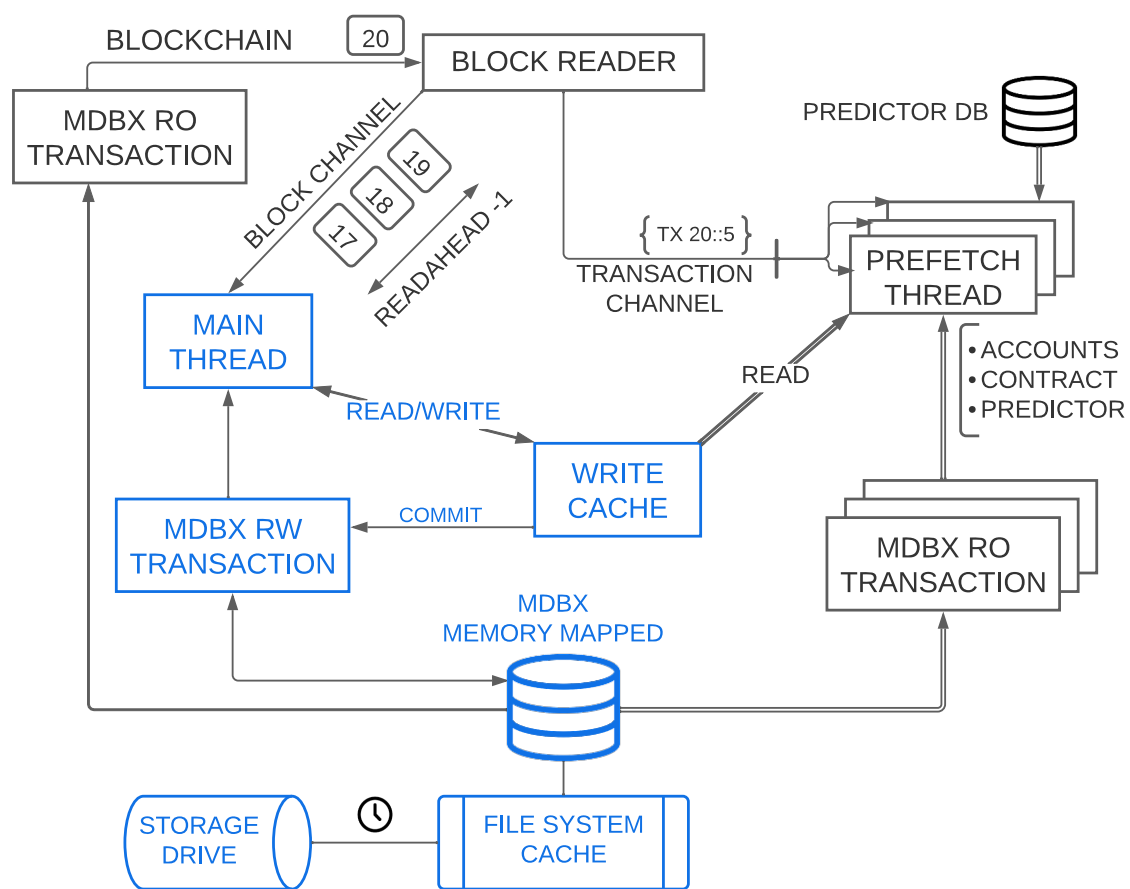 BLOCKCHAIN
20
BLOCK READER
MDBX RO
TRANSACTION
PREDICTOR DB
BLOCK CHANNEL
17
18
19
READAHEAD -1
{ TX 20::5 }
TRANSACTION
CHANNEL
PREFETCH
THREAD
MAIN
THREAD
READ
• ACCOUNTS
• CONTRACT
• PREDICTOR
READ/WRITE
WRITE
CACHE
COMMIT
MDBX RW
TRANSACTION
MDBX RO
TRANSACTION
MDBX
MEMORY MAPPED
STORAGE
DRIVE
FILE SYSTEM
CACHE